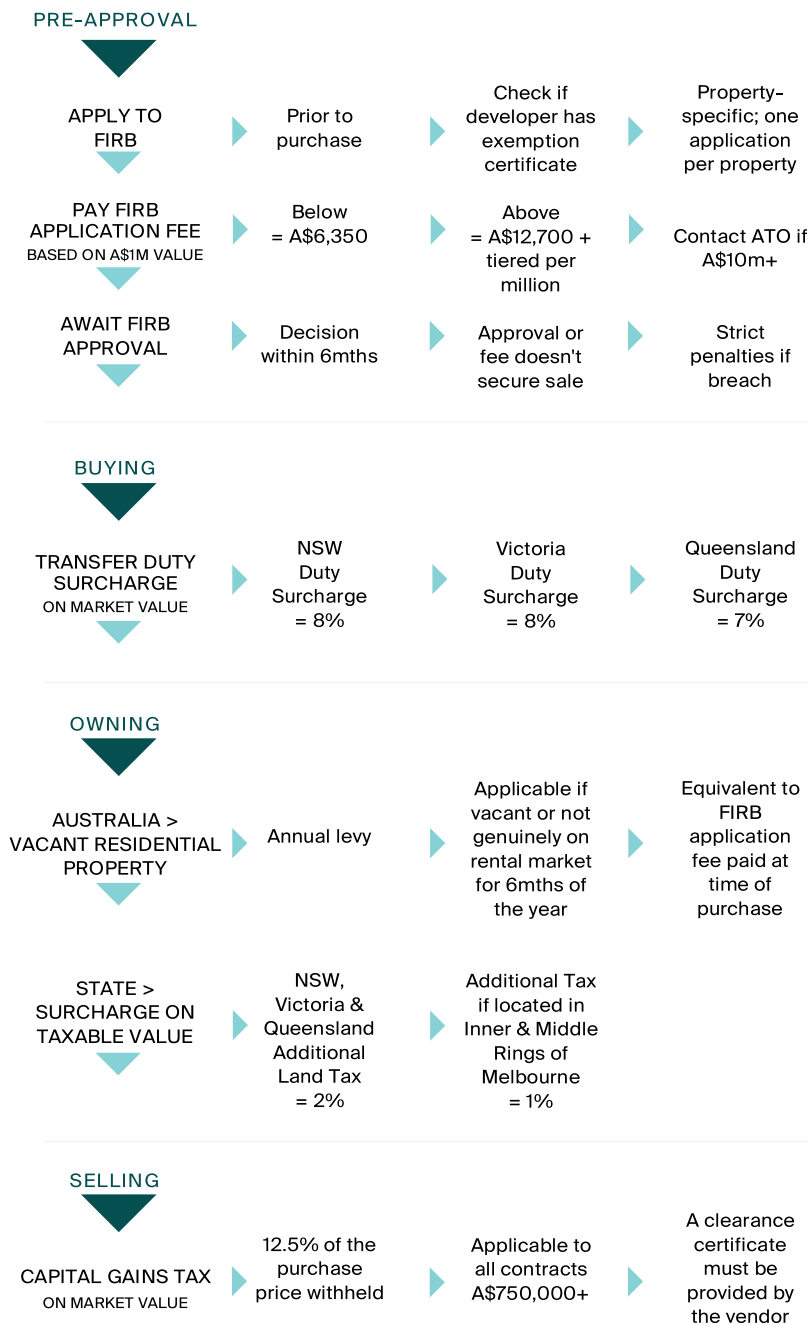 PRE-APPROVAL
APPLY TO
FIRB
Prior to
purchase
Check if
developer has
exemption
certificate
Property-
specific; one
application
per property
PAY FIRB
APPLICATION FEE
BASED ON A$1M VALUE
Below
= A$6,350
Above
= A$12,700 +
tiered per
million
Contact ATO if
A$10m+
AWAIT FIRB
APPROVAL
Decision
within 6mths
Approval or
fee doesn't
secure sale
Strict
penalties if
breach
BUYING
TRANSFER DUTY
SURCHARGE
ON MARKET VALUE
NSW
Duty
Surcharge
= 8%
Victoria
Duty
Surcharge
= 8%
Queensland
Duty
Surcharge
= 7%
OWNING
AUSTRALIA >
VACANT RESIDENTIAL
PROPERTY
Annual levy
Applicable if
vacant or not
genuinely on
rental market
for 6mths of
the year
Equivalent to
FIRB
application
fee paid at
time of
purchase
STATE >
SURCHARGE ON
TAXABLE VALUE
NSW,
Victoria &
Queensland
Additional
Land Tax
= 2%
Additional Tax
if located in
Inner & Middle
Rings of
Melbourne
= 1%
SELLING
CAPITAL GAINS TAX
ON MARKET VALUE
12.5% of the
purchase
price withheld
Applicable to
all contracts
A$750,000+
A clearance
certificate
must be
provided by
the vendor